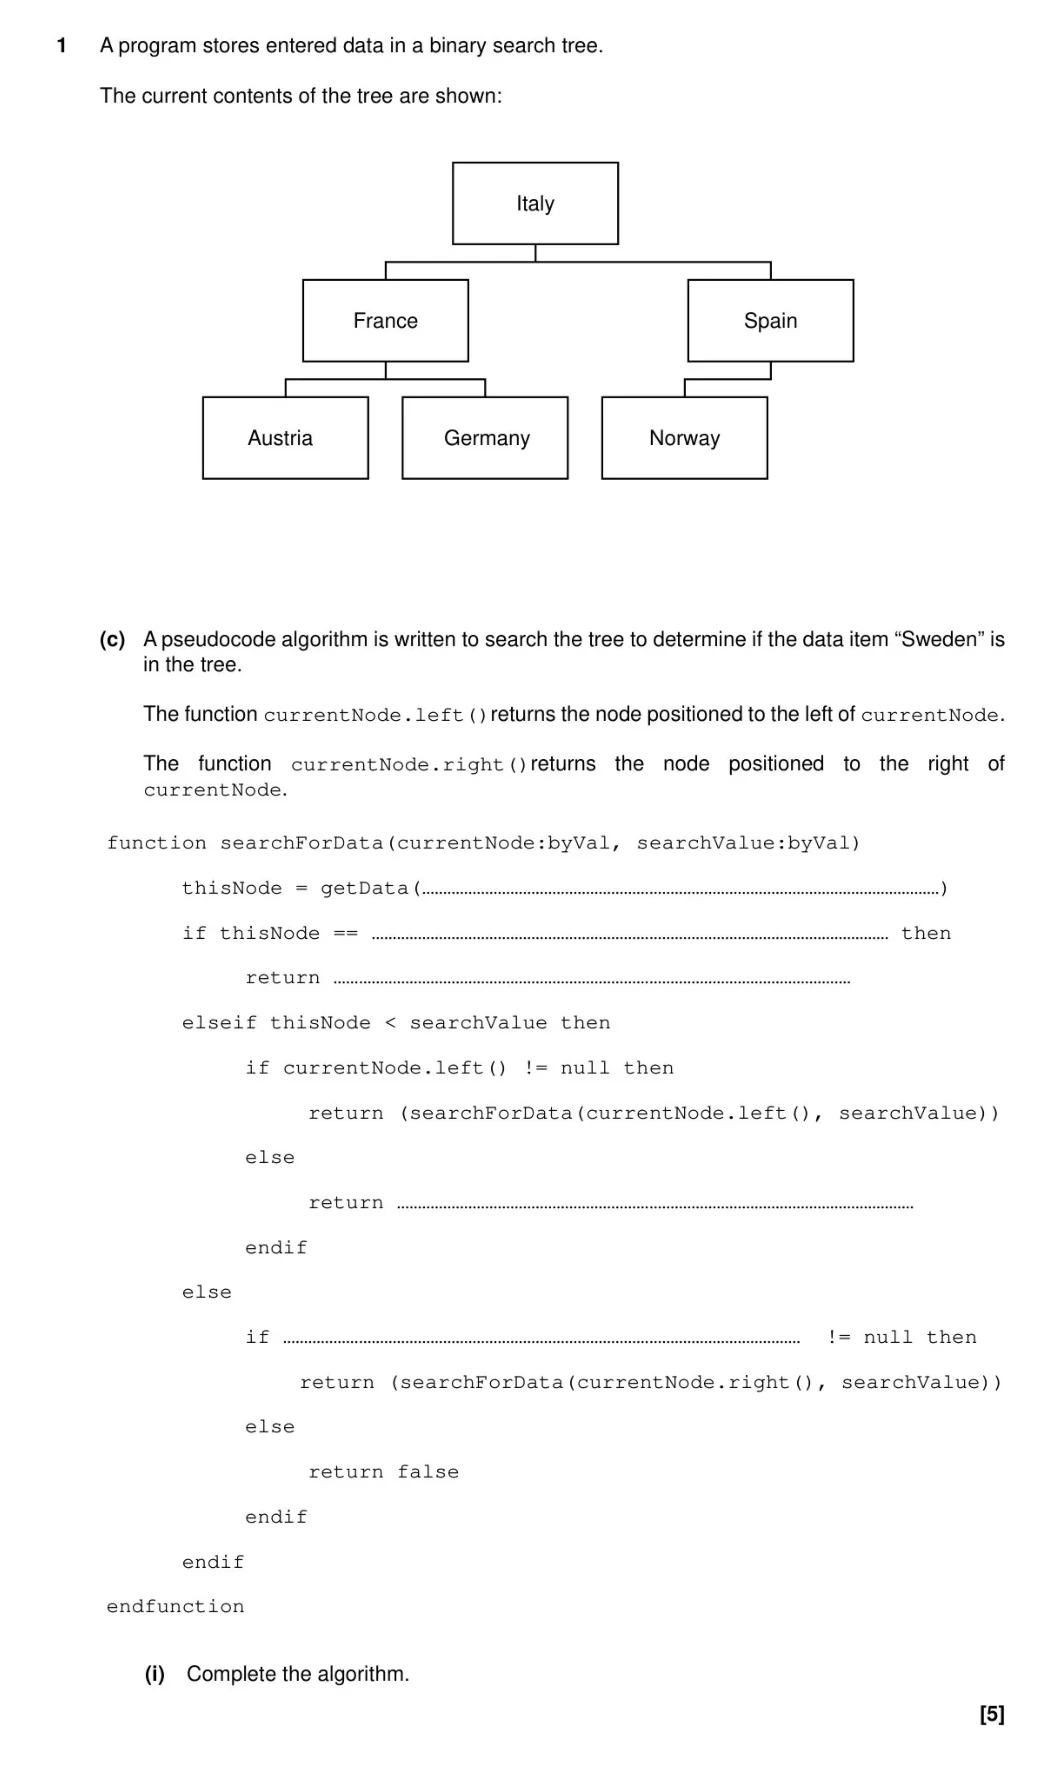 1 A program stores entered data in a binary search tree.
The current contents of the tree are shown:
Italy
France Spain
Austria Germany Norway
(c) A pseudocode algorithm is written to search the tree to determine if the data item “Sweden” is
in the tree.
The function currentNode.left() returns the node positioned to the left of currentNode.
The function currentNode.right() returns the node positioned to the right of
currentNode.
function searchForData(currentNode:byVal, searchValue:byVal)
thisNode = getData(....................)
if thisNode == .................... then
return ....................
elseif thisNode < searchValue then
if currentNode.left() != null then
return (searchForData(currentNode.left(), searchValue))
else
return ....................
endif
else
if .................... != null then
return (searchForData(currentNode.right(), searchValue))
else
return false
endif
endif
endfunction
(i) Complete the algorithm.
[5]